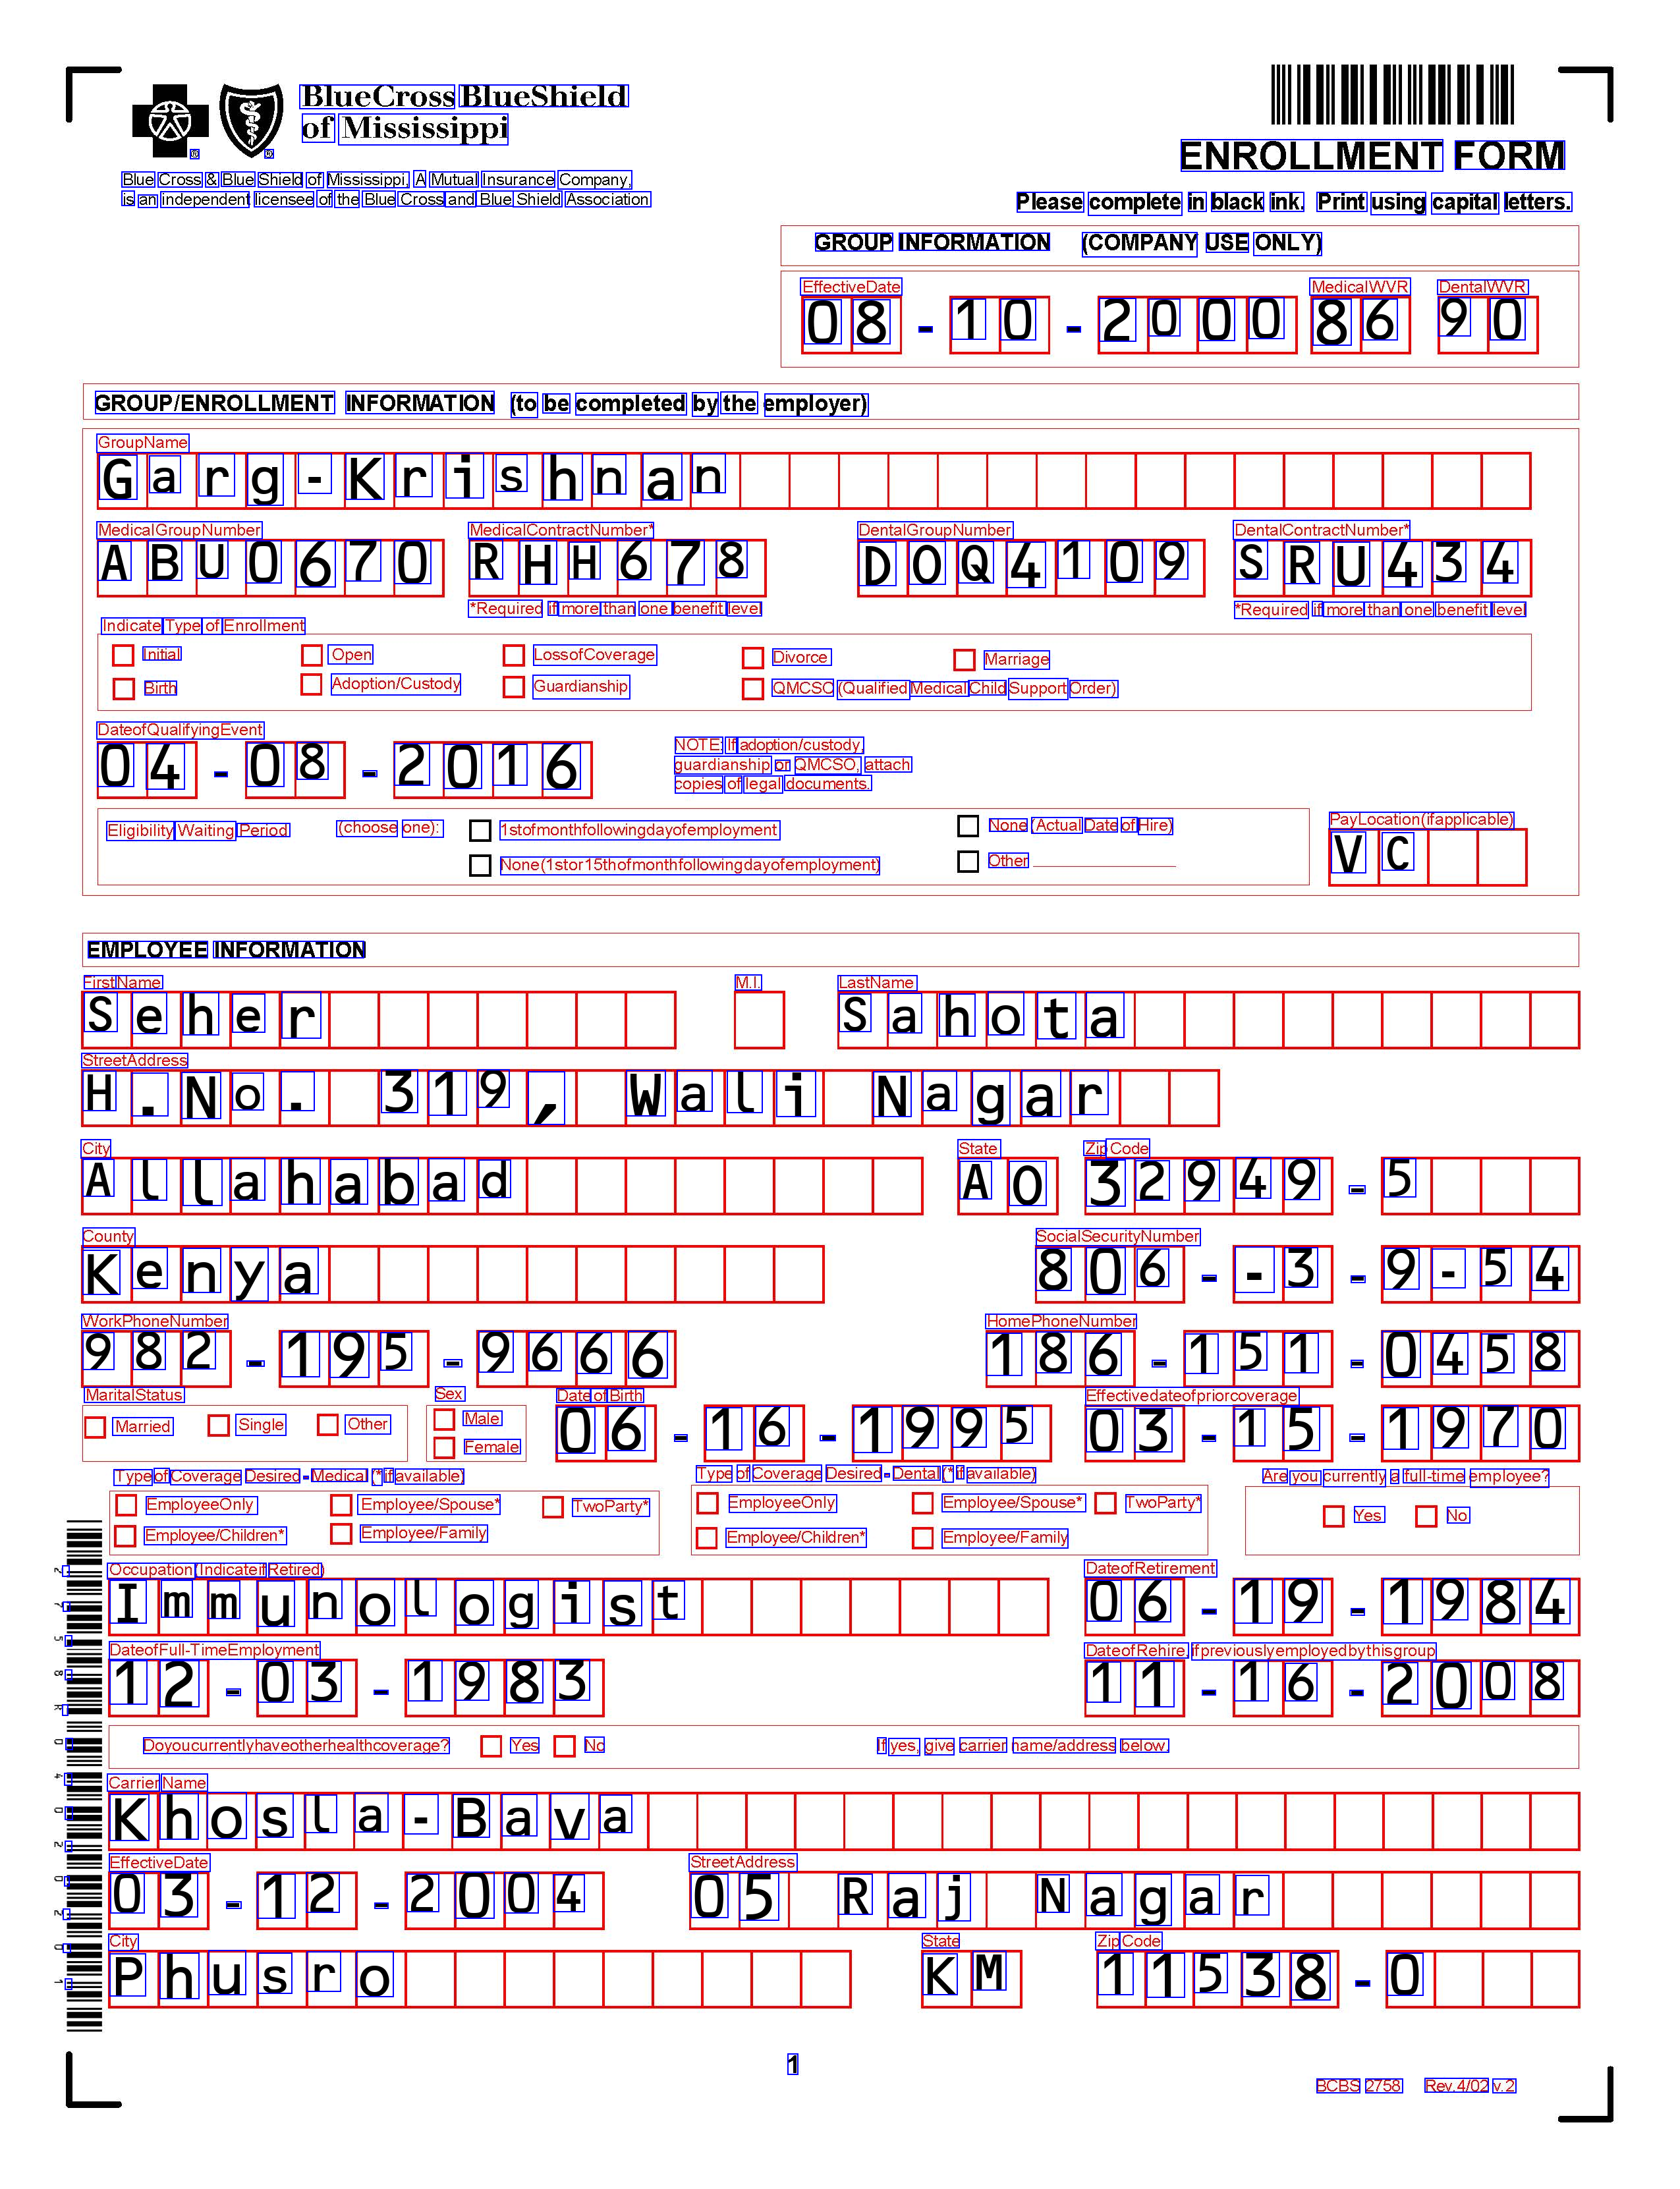 BlueCross BlueShield
of Mississippi
® ®
Blue Cross & Blue Shield of Mississippi, A Mutual Insurance Company,
is an independent licensee of the Blue Cross and Blue Shield Association
ENROLLMENT FORM
Please complete in black ink. Print using capital letters.
GROUP INFORMATION (COMPANY USE ONLY)
EffectiveDate MedicalWVR DentalWVR
08-10-2000 86 90
GROUP/ENROLLMENT INFORMATION (to be completed by the employer)
GroupName
Garg-Krishnan
MedicalGroupNumber MedicalContractNumber* DentalGroupNumber DentalContractNumber*
ABU0670 RHH678 DOQ4109 SRU434
*Required if more than one benefit level *Required if more than one benefit level
Indicate Type of Enrollment
Initial Open LossofCoverage Divorce Marriage
Birth Adoption/Custody Guardianship QMCSO (Qualified Medical Child Support Order)
DateofQualifyingEvent
04-08-2016
NOTE: If adoption/custody,
guardianship or QMCSO, attach
copies of legal documents.
Eligibility Waiting Period (choose one): 1stofmonthfollowingdayofemployment None (Actual Date of Hire) PayLocation(ifapplicable)
None(1stor15thofmonthfollowingdayofemployment) Other VC
EMPLOYEE INFORMATION
FirstName M.I. LastName
Seher Sahota
StreetAddress
H.No. 319, Wali Nagar
City State Zip Code
Allahabad AO 32949-5
County SocialSecurityNumber
Kenya 806--3-9-54
WorkPhoneNumber HomePhoneNumber
982-195-9666 186-151-0458
MaritalStatus Sex Date of Birth Effectivedateofpriorcoverage
Married Single Other Male 06-16-1995 03-15-1970
Female
Type of Coverage Desired - Medical (* if available) Type of Coverage Desired - Dental (* if available) Are you currently a full-time employee?
EmployeeOnly Employee/Spouse* TwoParty* EmployeeOnly Employee/Spouse* TwoParty* Yes No
Employee/Children* Employee/Family Employee/Children* Employee/Family
Occupation (Indicateif Retired) DateofRetirement
Immunologist 06-19-1984
DateofFull-TimeEmployment DateofRehire, ifpreviouslyemployedbythisgroup
12-03-1983 11-16-2008
Doyoucurrentlyhaveotherhealthcoverage? Yes No If yes, give carrier name/address below.
Carrier Name
Khosla-Bava
EffectiveDate StreetAddress
03-12-2004 05 Raj Nagar
City State Zip Code
Phusro KM 11538-0
2758R0402021
1
BCBS 2758 Rev.4/02 v.2